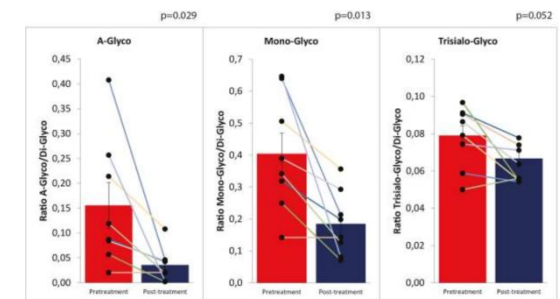 p=0.029
p=0.013
p=0.052
A-Glyco
Mono-Glyco
Trisialo-Glyco
Ratio A-Glyco/Di-Glyco
0,45
0,40
0,35
0,30
0,25
0,20
0,15
0,10
0,05
0,00
Pretreatment
Post-treatment
Ratio Mono-Glyco/Di-Glyco
0,7
0,6
0,5
0,4
0,3
0,2
0,1
0,0
Pretreatment
Post-treatment
Ratio Trisialo-Glyco/Di-Glyco
0,12
0,10
0,08
0,06
0,04
0,02
0,00
Pretreatment
Post-treatment